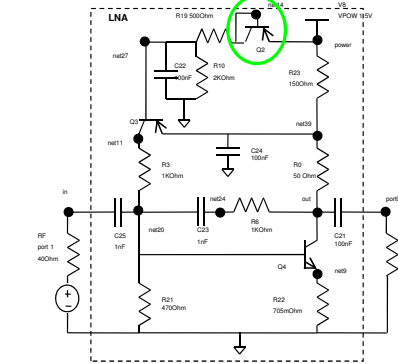 LNA
R19 500Ohm
V8
VPOW
Q2
power
net27
C22
R10
2KOhm
R23
150Ohm
Q3
net39
net11
C24
100nF
R3
1KOhm
R0
50 Ohm
in
net24
out
port
RF
port 1
40Ohm
C25
1nF
net20
C23
1nF
R6
1KOhm
C21
100nF
Q4
net9
R21
470Ohm
R22
705mOhm